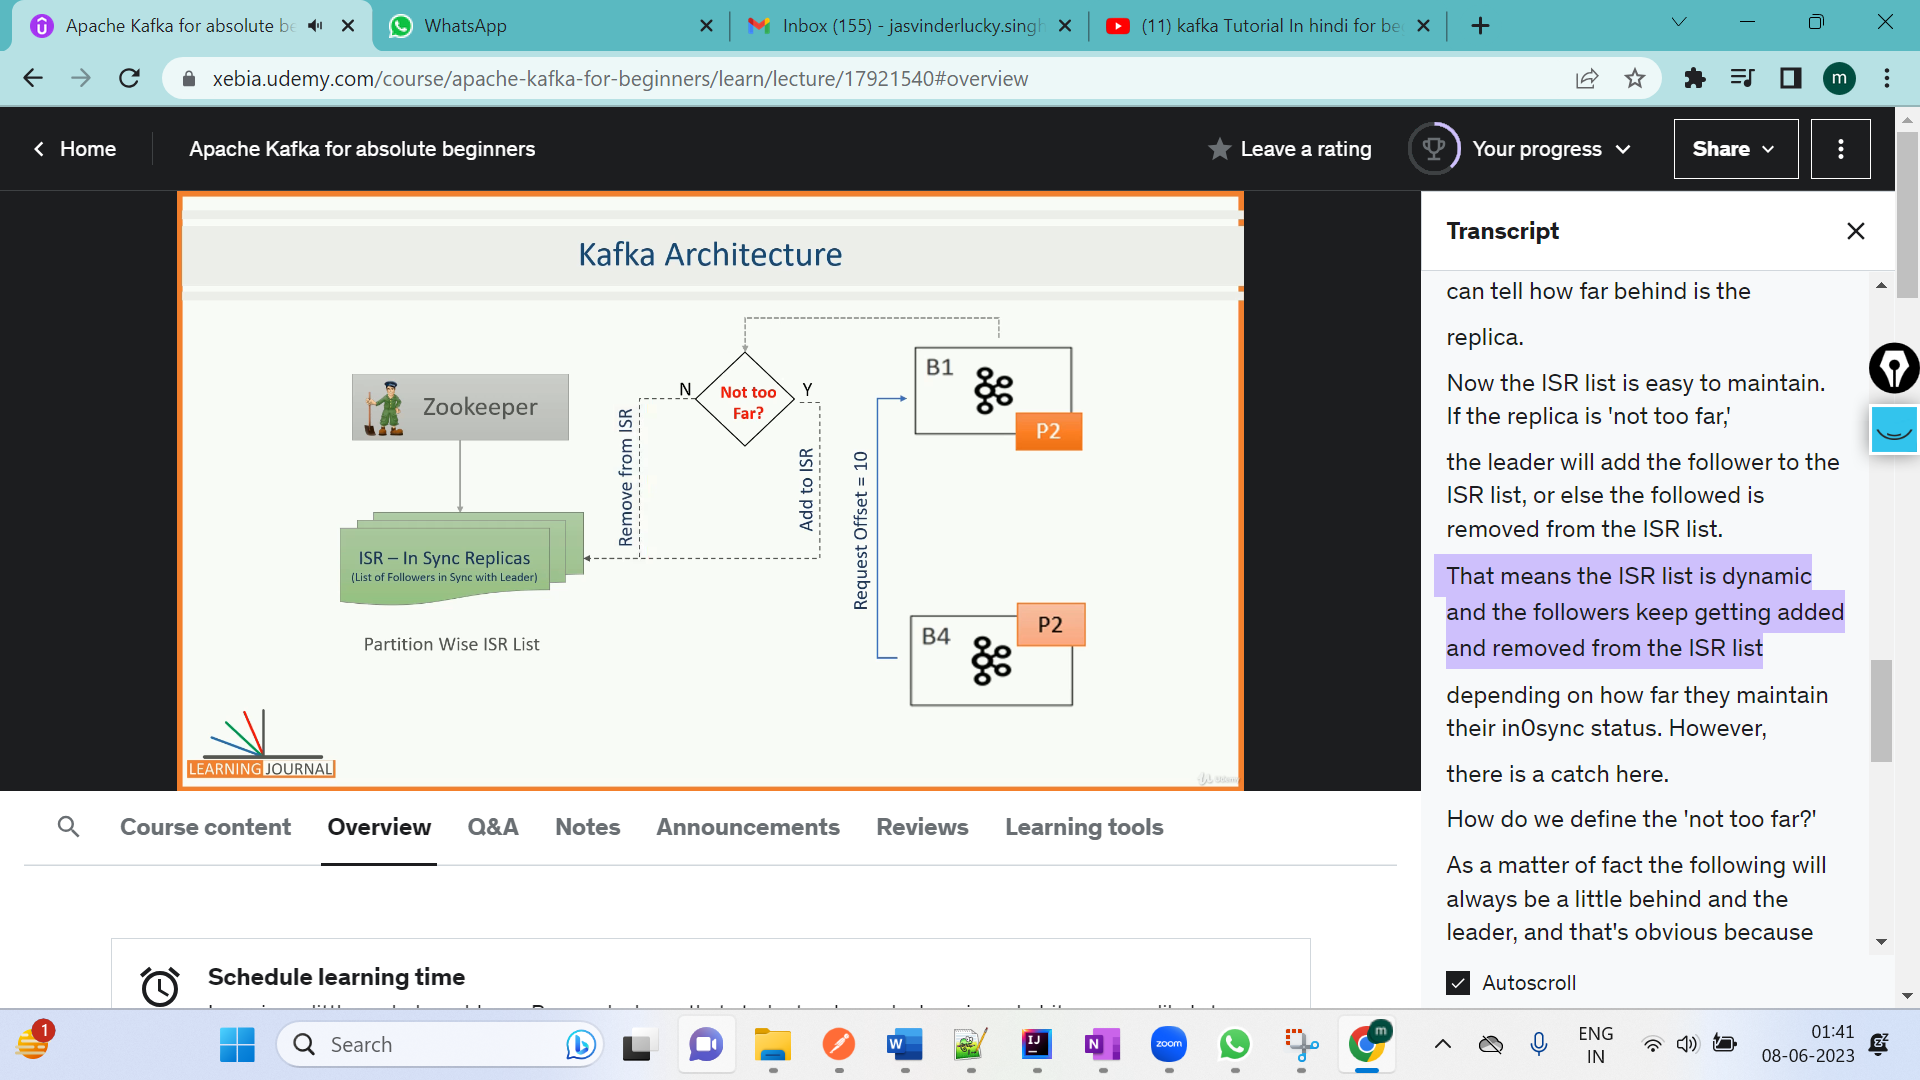 Apache Kafka for absolute be
WhatsApp
Inbox (155) - jasvinderlucky.singh
(11) kafka Tutorial In hindi for be
xebia.udemy.com/course/apache-kafka-for-beginners/learn/lecture/17921540#overview
m
Home
Apache Kafka for absolute beginners
Leave a rating
Your progress
Share
Kafka Architecture
Zookeeper
N
Not too
Far?
Y
Remove from ISR
Add to ISR
Request Offset = 10
B1
P2
ISR – In Sync Replicas
(List of Followers in Sync with Leader)
Partition Wise ISR List
B4
P2
LEARNING JOURNAL
Transcript
can tell how far behind is the
replica.
Now the ISR list is easy to maintain.
If the replica is 'not too far,'
the leader will add the follower to the
ISR list, or else the followed is
removed from the ISR list.
That means the ISR list is dynamic
and the followers keep getting added
and removed from the ISR list
depending on how far they maintain
their in0sync status. However,
there is a catch here.
How do we define the 'not too far?'
As a matter of fact the following will
always be a little behind and the
leader, and that's obvious because
Autoscroll
Course content
Overview
Q&A
Notes
Announcements
Reviews
Learning tools
Schedule learning time
1
Search
zoom
m
ENG
IN
01:41
08-06-2023